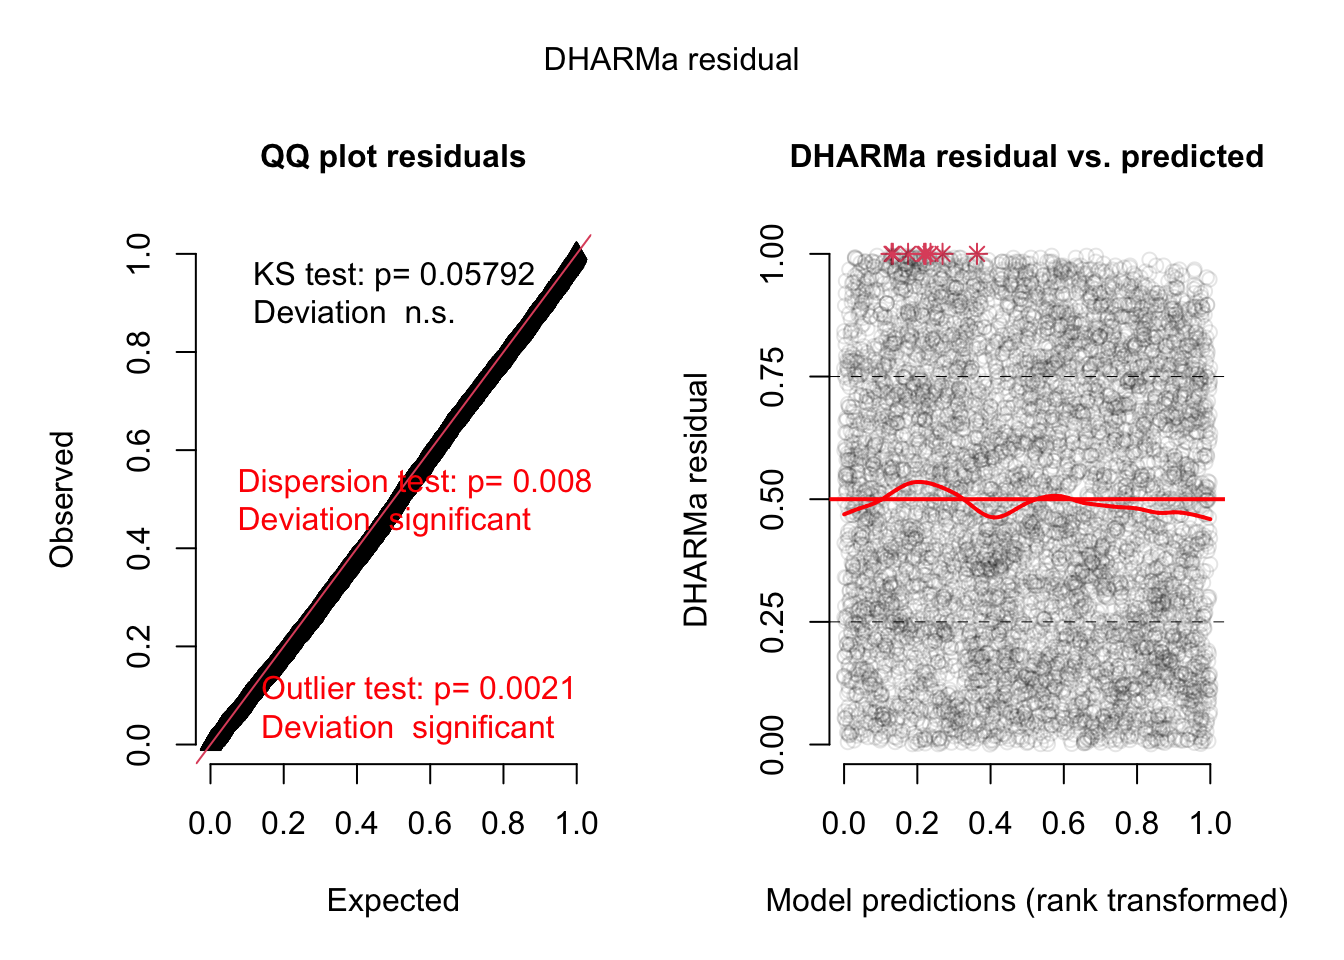 DHARMa residual
QQ plot residuals
KS test: p= 0.05792
Deviation  n.s.
Dispersion test: p= 0.008
Deviation  significant
Outlier test: p= 0.0021
Deviation  significant
Observed
0.0
0.2
0.4
0.6
0.8
1.0
0.0 0.2 0.4 0.6 0.8 1.0
Expected
DHARMa residual vs. predicted
DHARMa residual
0.00
0.25
0.50
0.75
1.00
0.0 0.2 0.4 0.6 0.8 1.0
Model predictions (rank transformed)